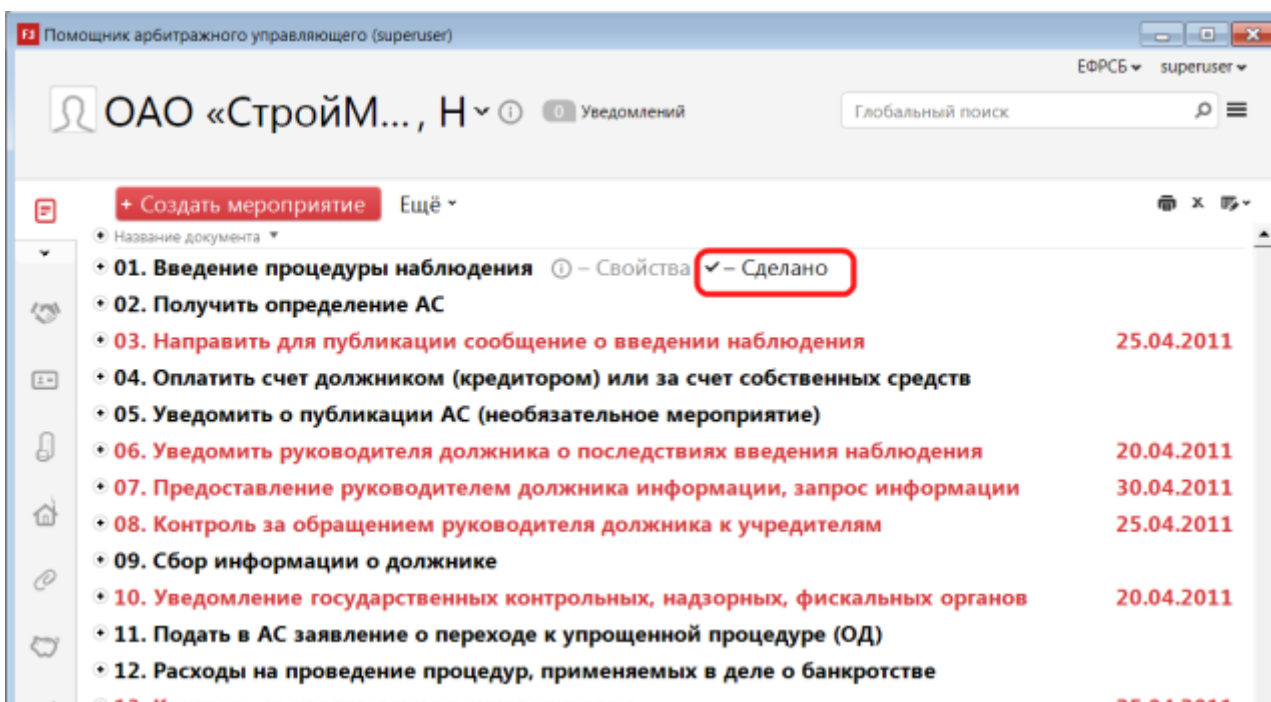 Помощник арбитражного управляющего (superuser)
ЕФРСБ superuser
ОАО «СтройМ..., Н 0 Уведомлений Глобальный поиск
+ Создать мероприятие Ещё
Название документа
01. Введение процедуры наблюдения – Свойства – Сделано
02. Получить определение АС
03. Направить для публикации сообщение о введении наблюдения 25.04.2011
04. Оплатить счет должником (кредитором) или за счет собственных средств
05. Уведомить о публикации АС (необязательное мероприятие)
06. Уведомить руководителя должника о последствиях введения наблюдения 20.04.2011
07. Предоставление руководителем должника информации, запрос информации 30.04.2011
08. Контроль за обращением руководителя должника к учредителям 25.04.2011
09. Сбор информации о должнике
10. Уведомление государственных контрольных, надзорных, фискальных органов 20.04.2011
11. Подать в АС заявление о переходе к упрощенной процедуре (ОД)
12. Расходы на проведение процедур, применяемых в деле о банкротстве